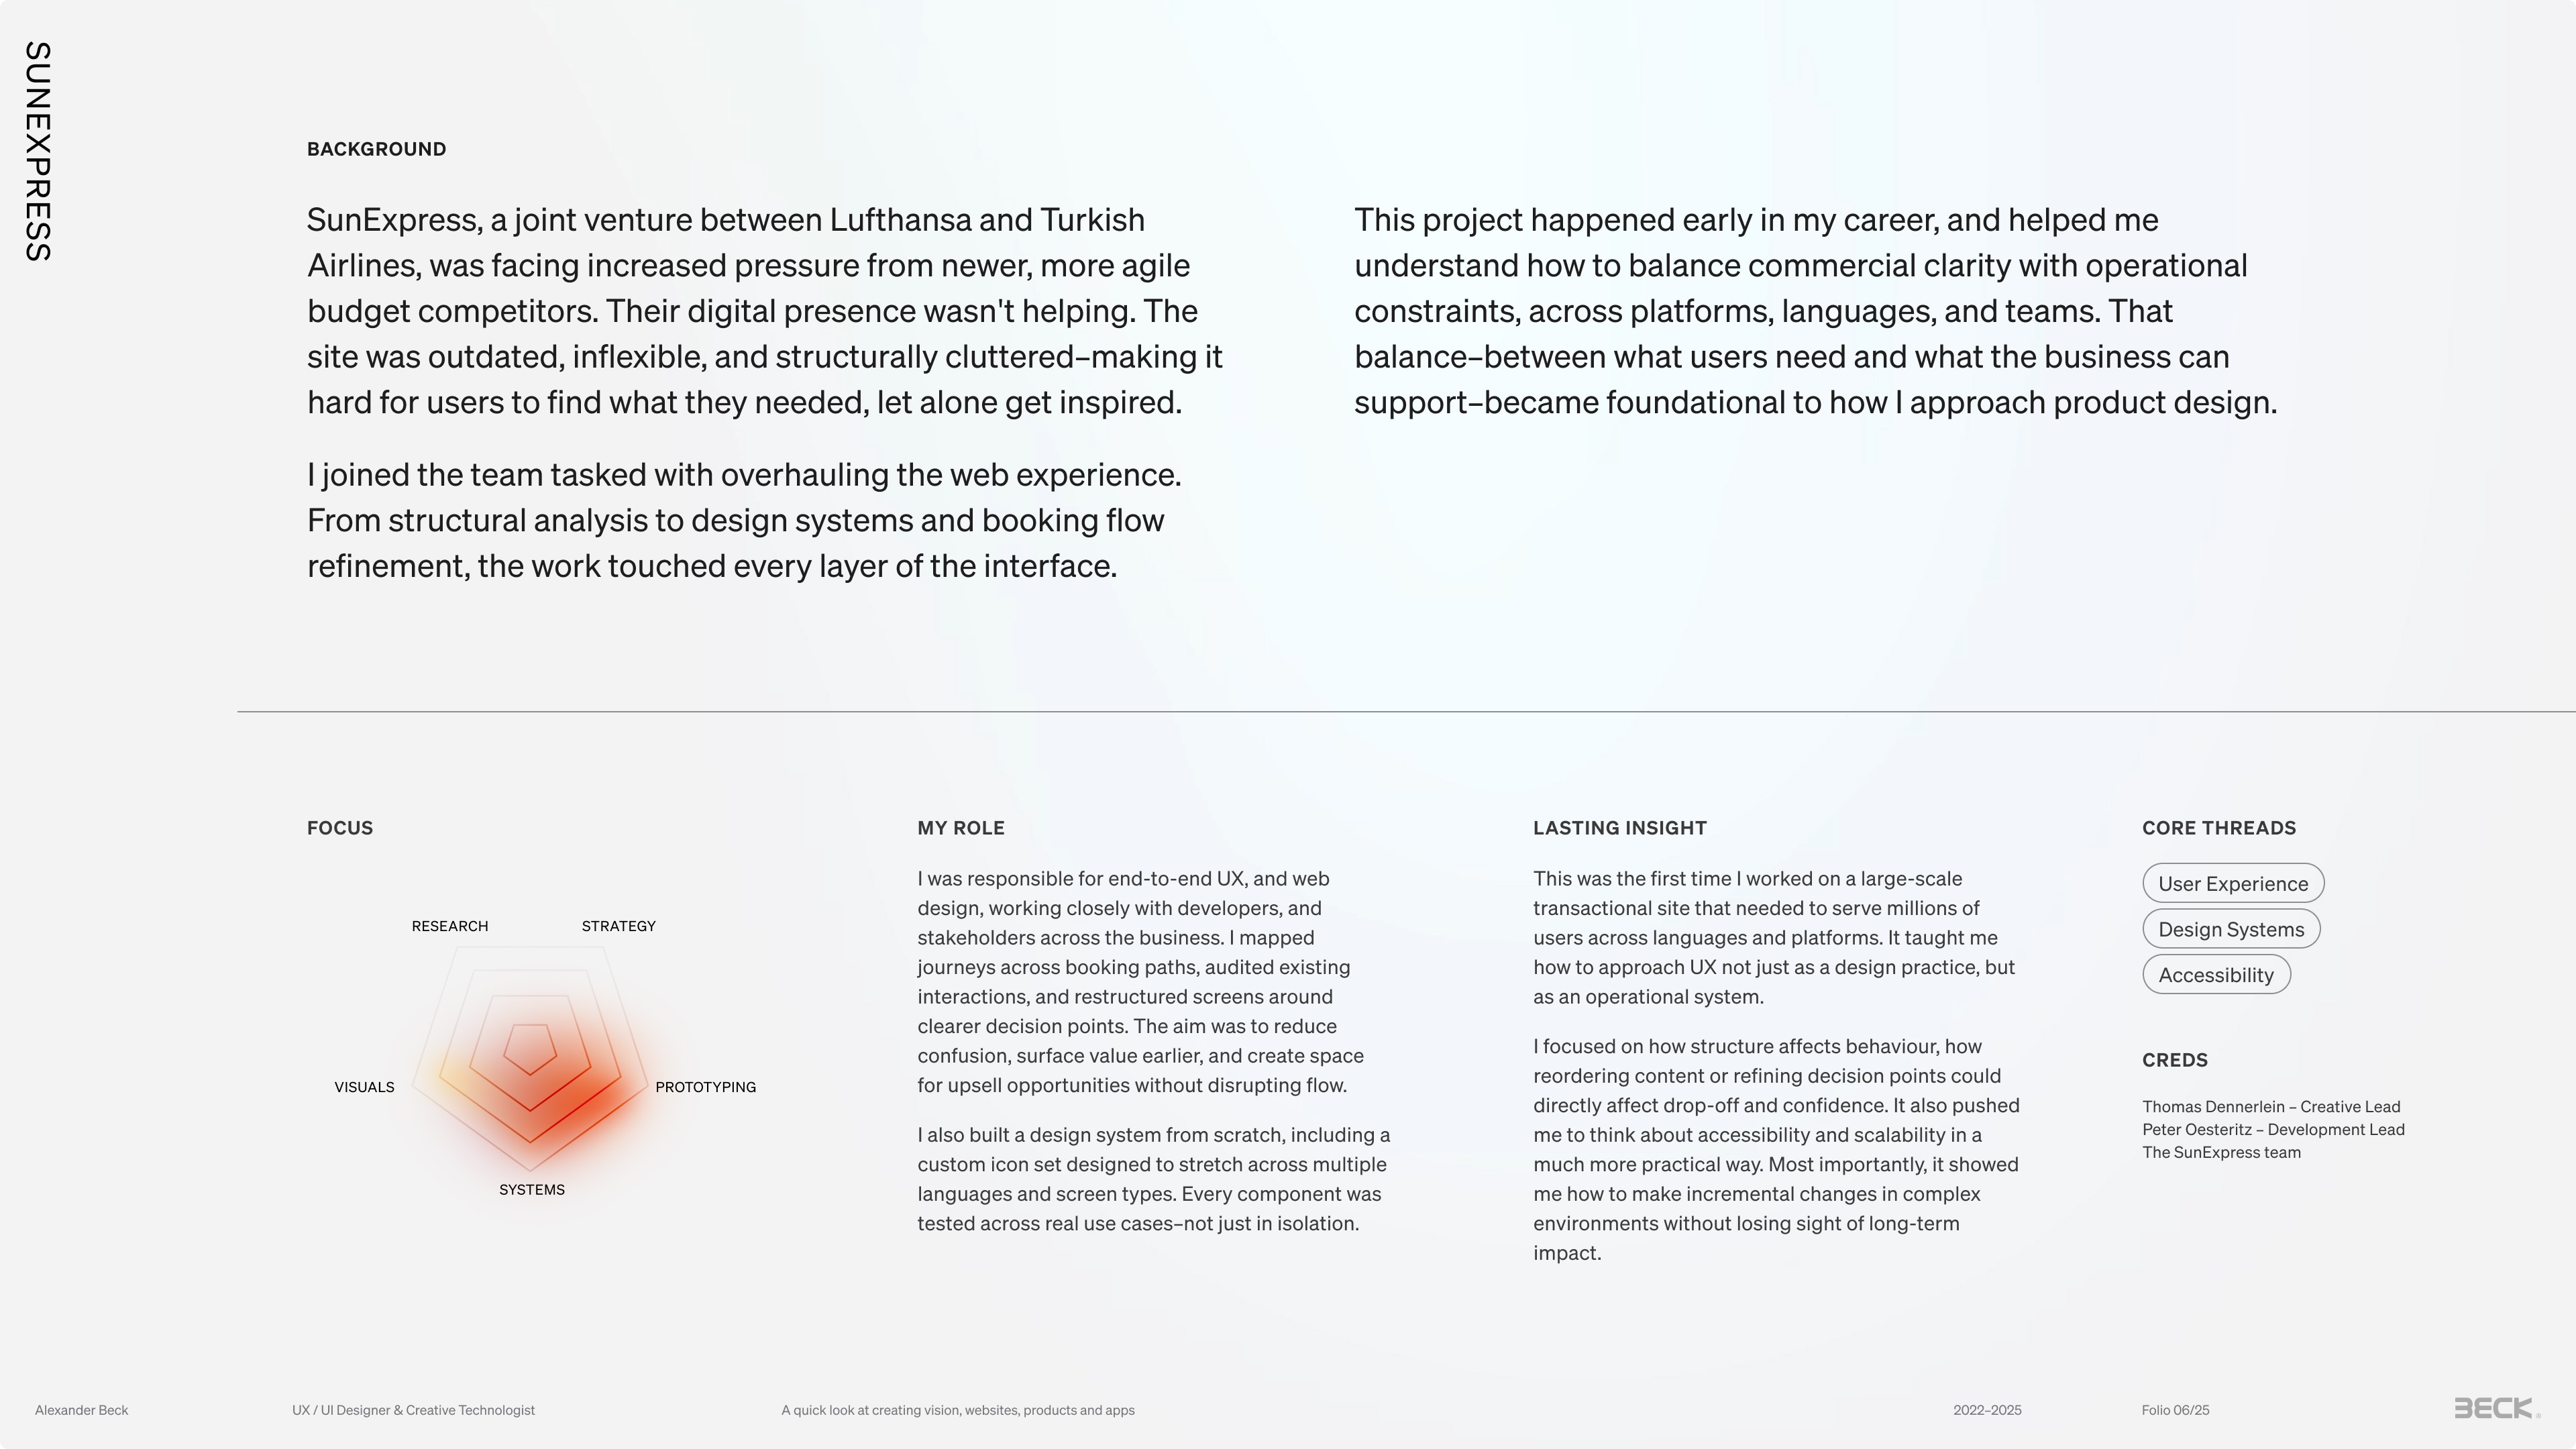 SUNEXPRESS
BACKGROUND
SunExpress, a joint venture between Lufthansa and Turkish
Airlines, was facing increased pressure from newer, more agile
budget competitors. Their digital presence wasn't helping. The
site was outdated, inflexible, and structurally cluttered–making it
hard for users to find what they needed, let alone get inspired.
I joined the team tasked with overhauling the web experience.
From structural analysis to design systems and booking flow
refinement, the work touched every layer of the interface.
This project happened early in my career, and helped me
understand how to balance commercial clarity with operational
constraints, across platforms, languages, and teams. That
balance–between what users need and what the business can
support–became foundational to how I approach product design.
FOCUS
RESEARCH
STRATEGY
VISUALS
PROTOTYPING
SYSTEMS
MY ROLE
I was responsible for end-to-end UX, and web
design, working closely with developers, and
stakeholders across the business. I mapped
journeys across booking paths, audited existing
interactions, and restructured screens around
clearer decision points. The aim was to reduce
confusion, surface value earlier, and create space
for upsell opportunities without disrupting flow.
I also built a design system from scratch, including a
custom icon set designed to stretch across multiple
languages and screen types. Every component was
tested across real use cases–not just in isolation.
LASTING INSIGHT
This was the first time I worked on a large-scale
transactional site that needed to serve millions of
users across languages and platforms. It taught me
how to approach UX not just as a design practice, but
as an operational system.
I focused on how structure affects behaviour, how
reordering content or refining decision points could
directly affect drop-off and confidence. It also pushed
me to think about accessibility and scalability in a
much more practical way. Most importantly, it showed
me how to make incremental changes in complex
environments without losing sight of long-term
impact.
CORE THREADS
User Experience
Design Systems
Accessibility
CREDS
Thomas Dennerlein – Creative Lead
Peter Oesteritz – Development Lead
The SunExpress team
Alexander Beck
UX / UI Designer & Creative Technologist
A quick look at creating vision, websites, products and apps
2022–2025
Folio 06/25
BECK®